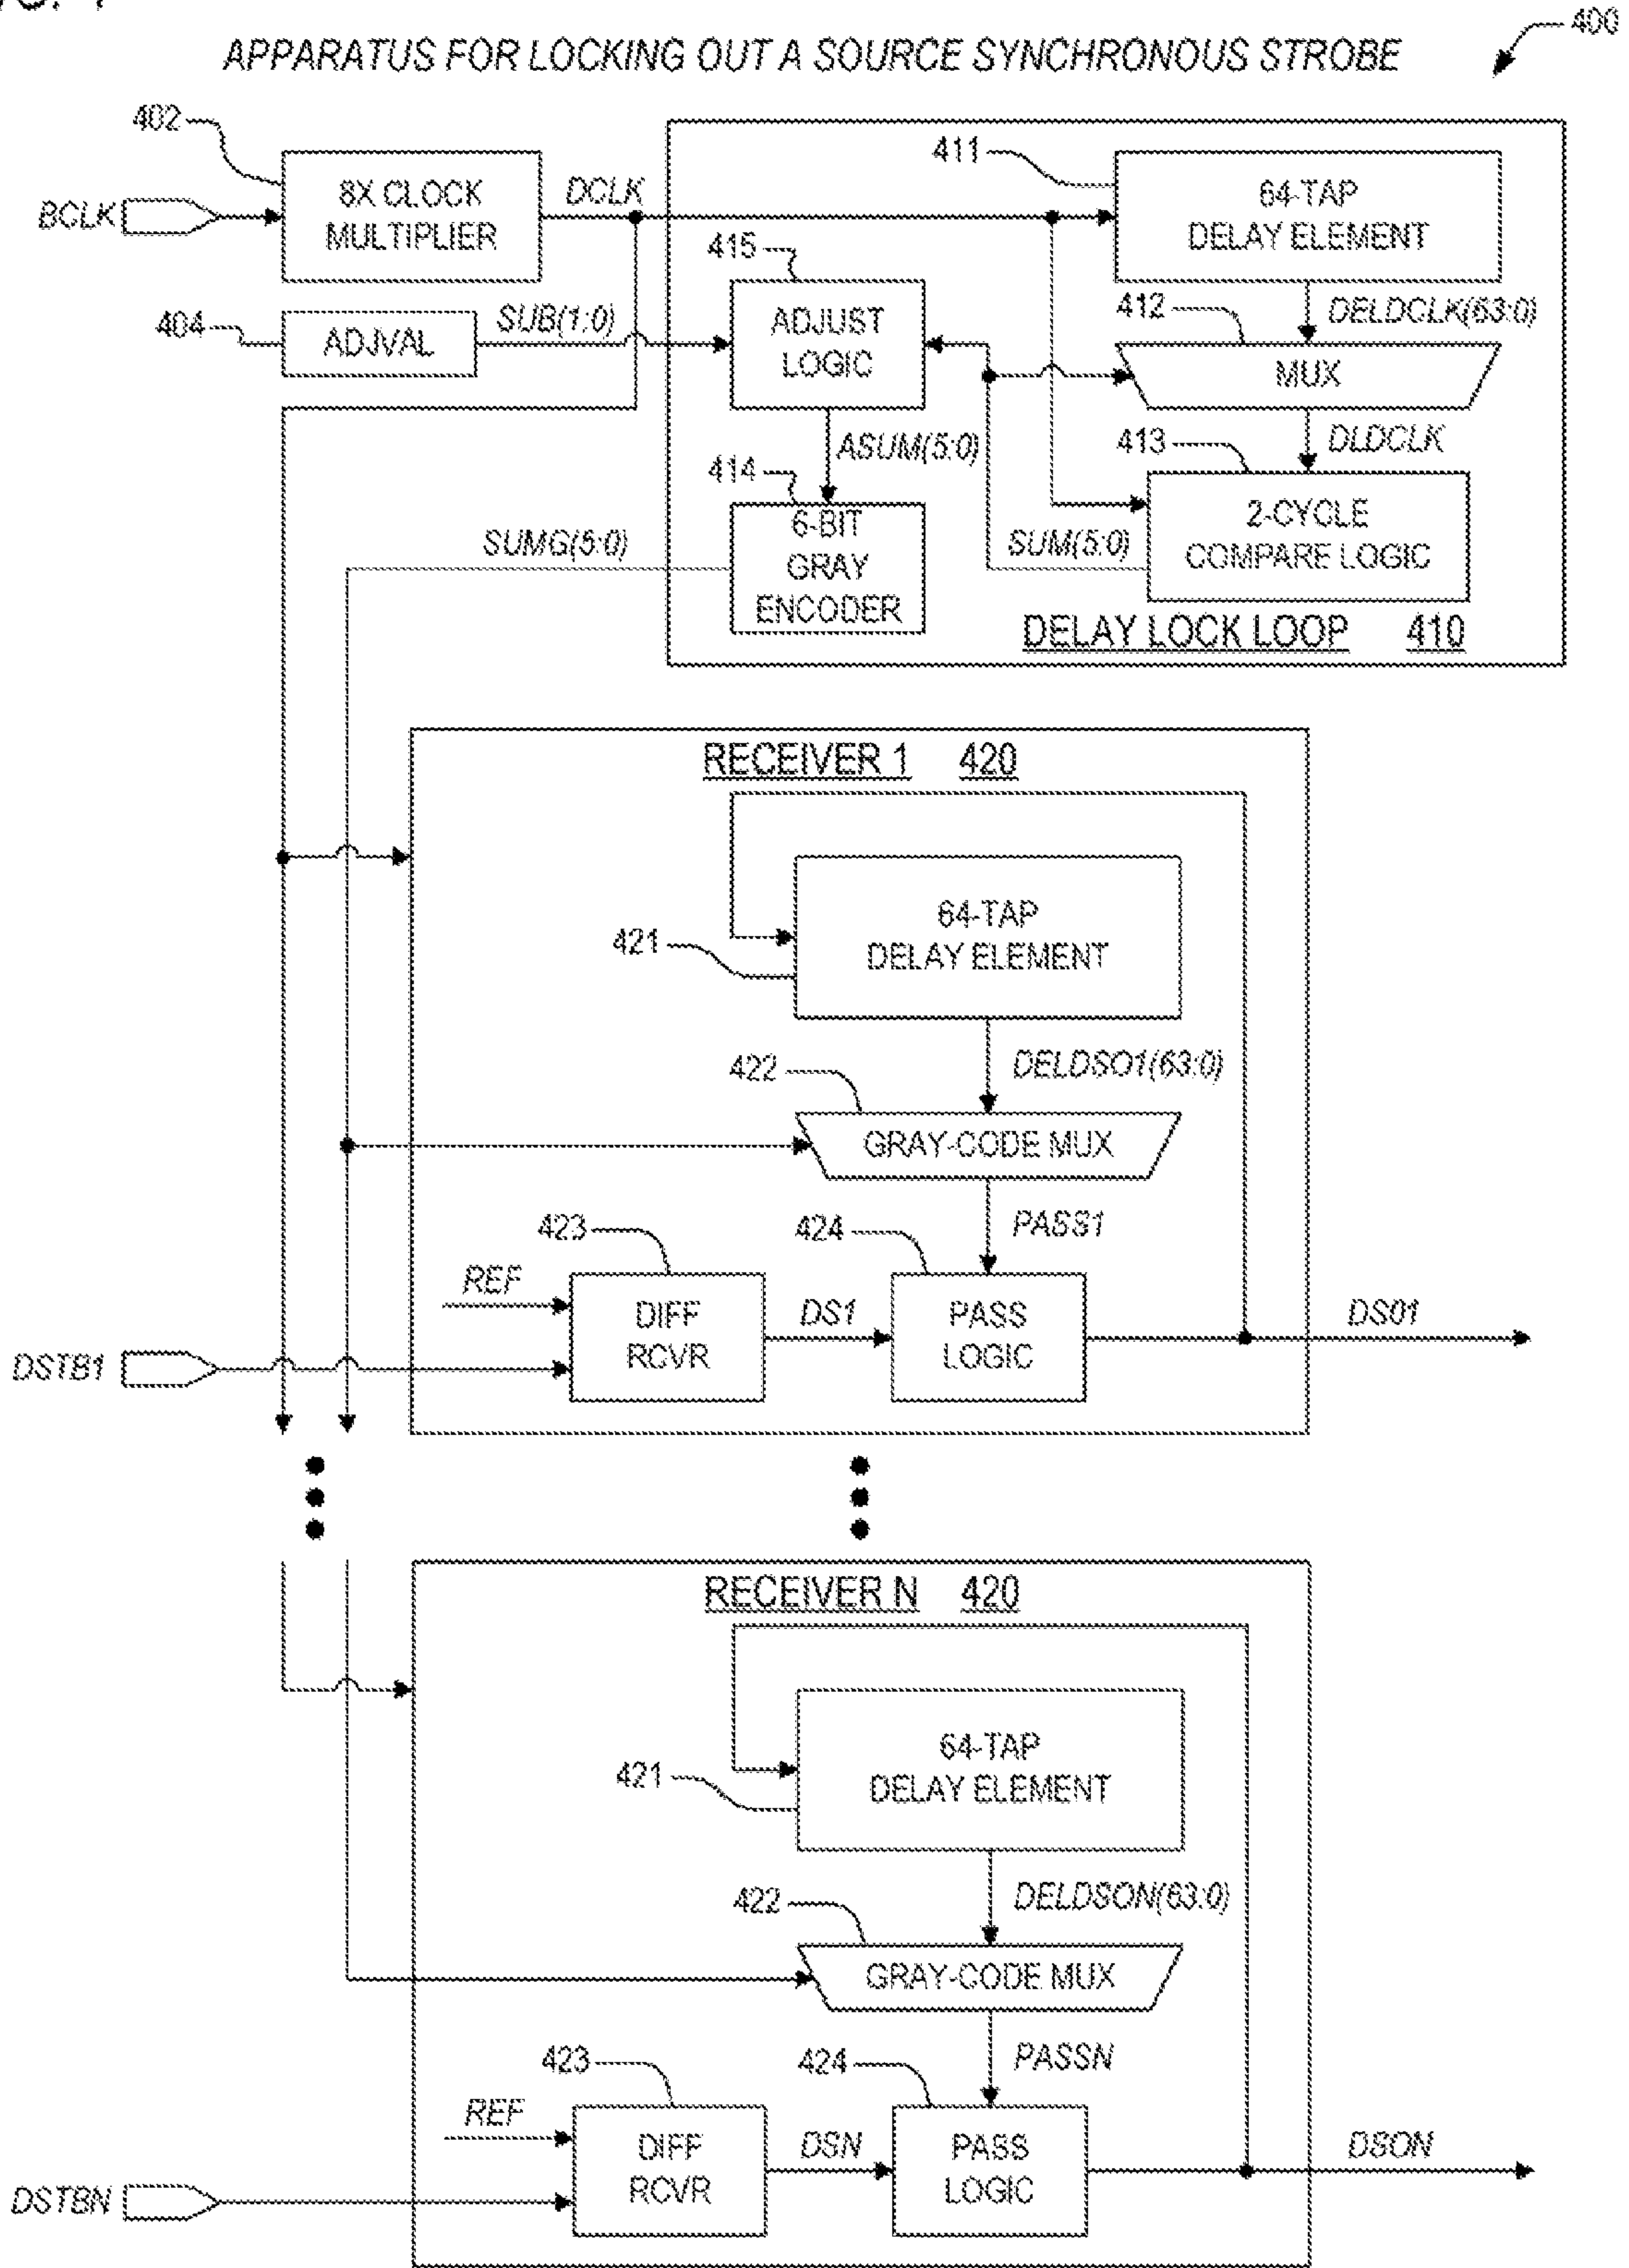 APPARATUS FOR LOCKING OUT A SOURCE SYNCHRONOUS STROBE
400
402
8X CLOCK
MULTIPLIER
BCLK
DCLK
411
64-TAP
DELAY ELEMENT
415
ADJUST
LOGIC
404
ADJVAL
SUB(1:0)
412
DELDCLK(63:0)
MUX
ASUM(5:0)
413
DLDCLK
414
6-BIT
GRAY
ENCODER
SUMG(5:0)
SUM(5:0)
2-CYCLE
COMPARE LOGIC
DELAY LOCK LOOP 410
RECEIVER 1 420
64-TAP
DELAY ELEMENT
421
DELDSO1(63:0)
422
GRAY-CODE MUX
PASS1
423
424
REF
DIFF
RCVR
DS1
PASS
LOGIC
DSO1
DSTB1
RECEIVER N 420
64-TAP
DELAY ELEMENT
421
DELDSON(63:0)
422
GRAY-CODE MUX
PASSN
423
424
REF
DIFF
RCVR
DSN
PASS
LOGIC
DSON
DSTBN